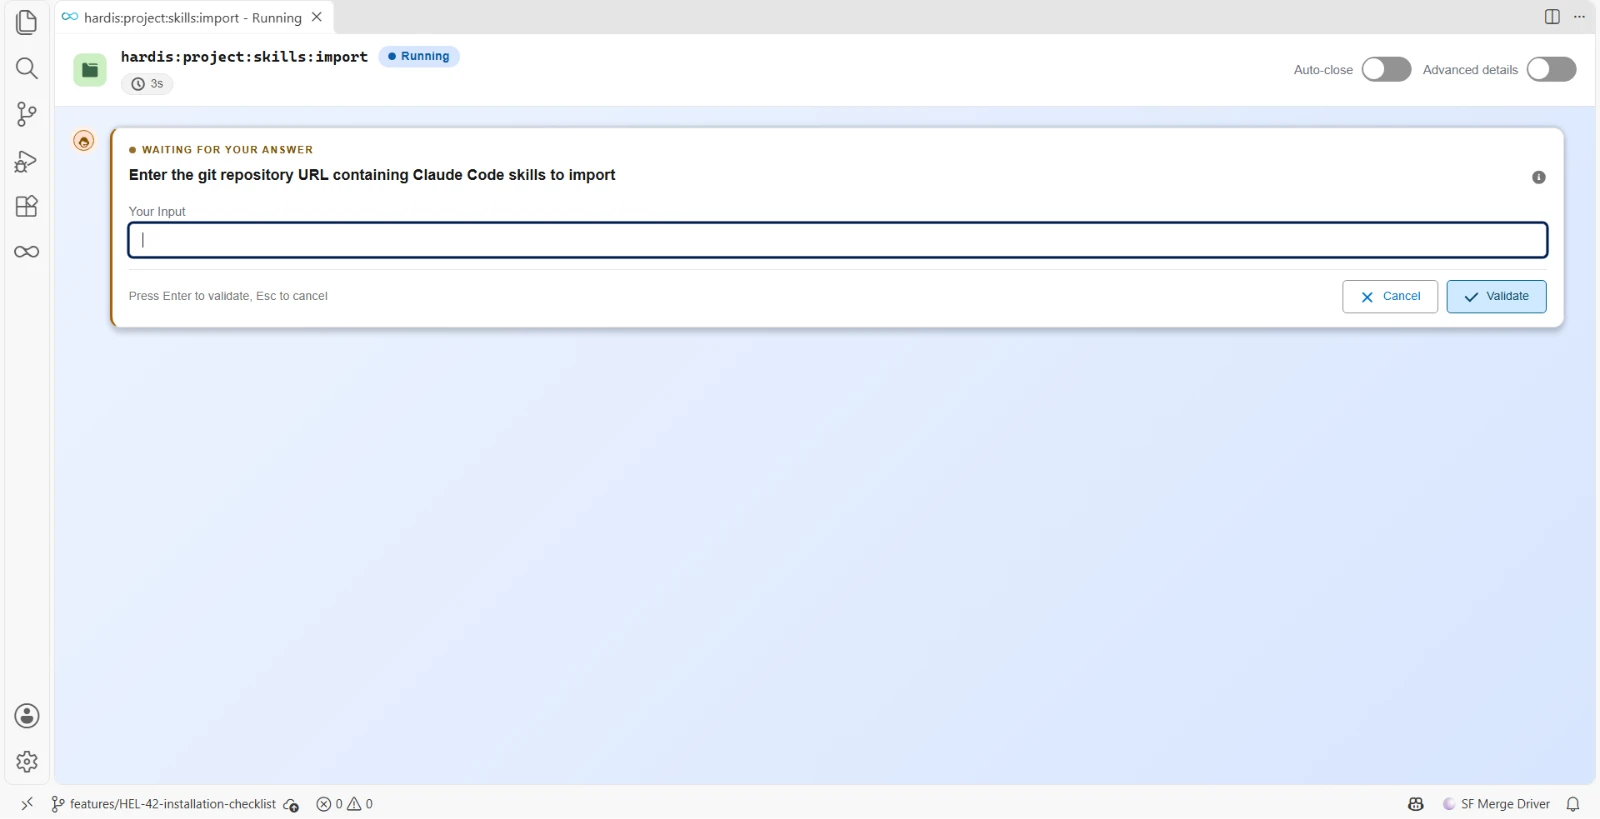 hardis:project:skills:import - Running
hardis:project:skills:import
Running
3s
Auto-close
Advanced details
WAITING FOR YOUR ANSWER
Enter the git repository URL containing Claude Code skills to import
Your Input
Press Enter to validate, Esc to cancel
Cancel
Validate
features/HEL-42-installation-checklist
0
0
SF Merge Driver